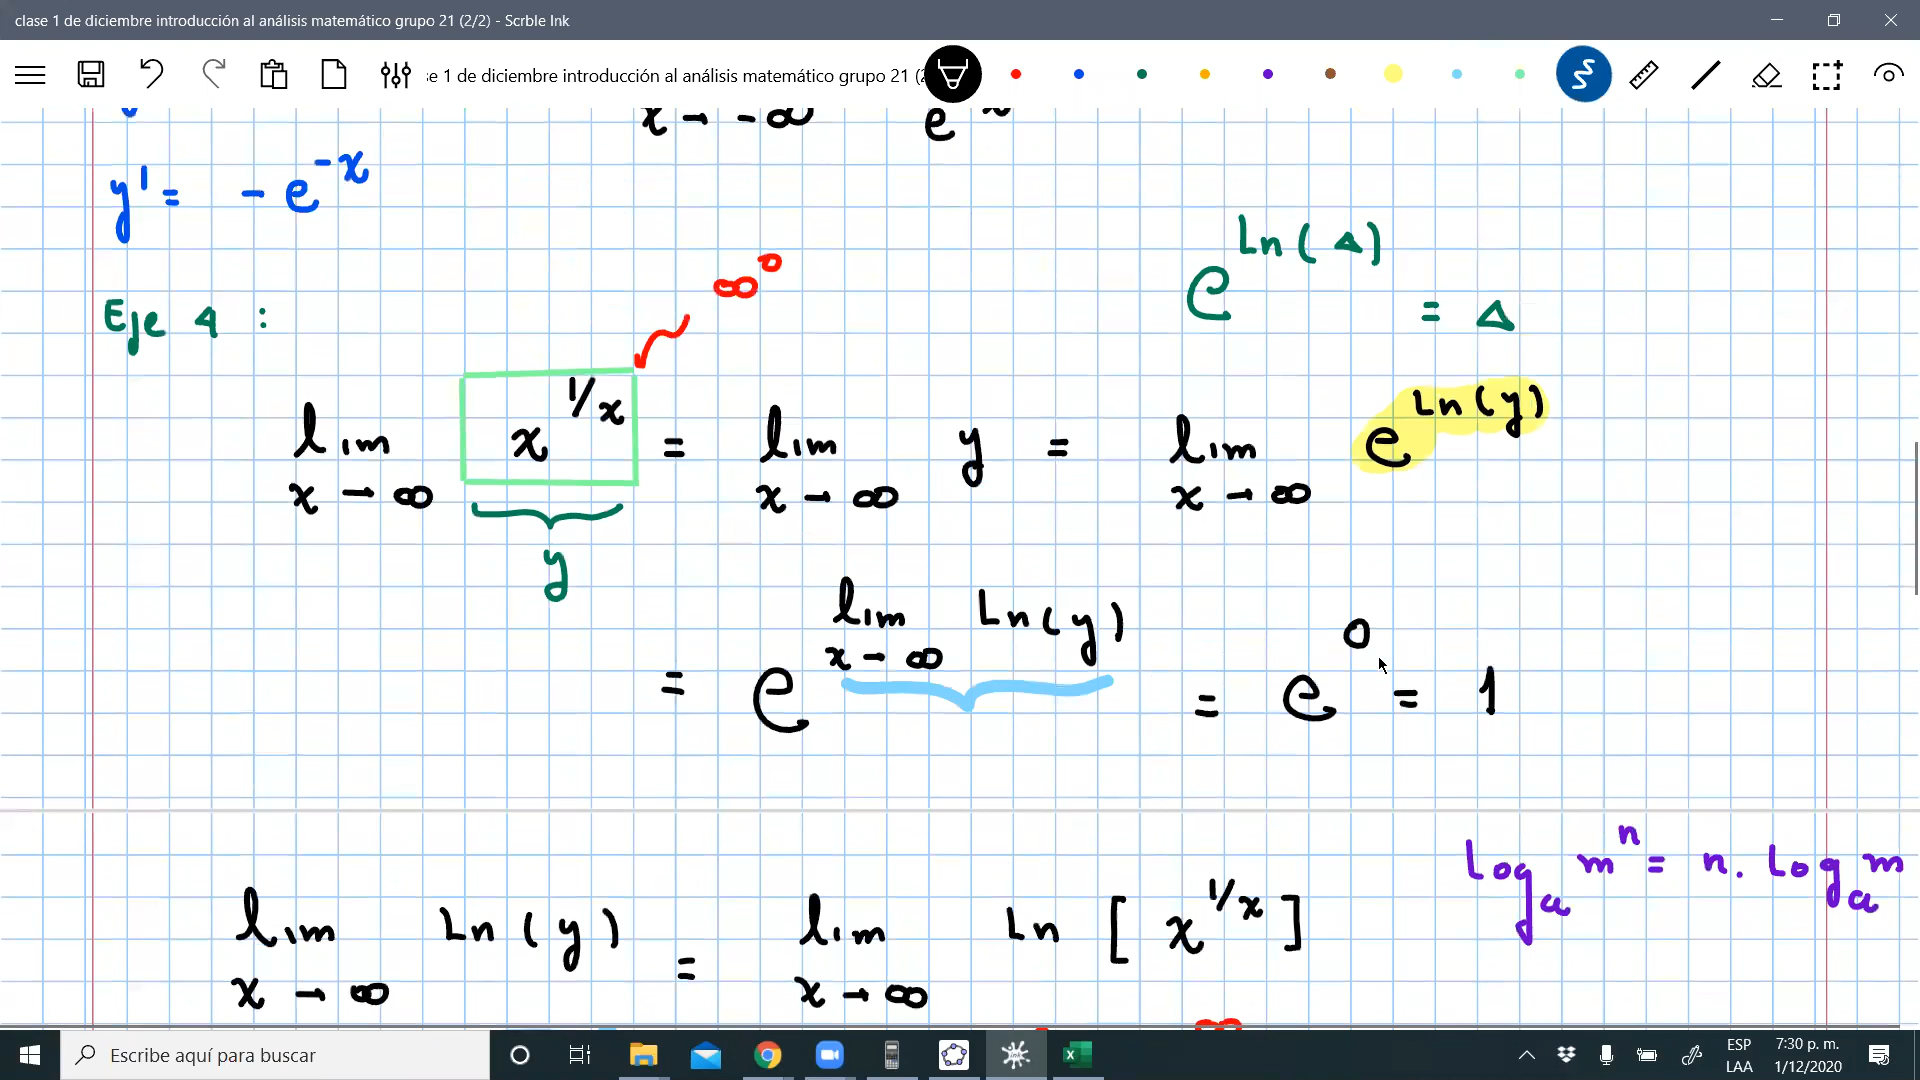 clase 1 de diciembre introducción al análisis matemático grupo 21 (2/2) - Scrble Ink
se 1 de diciembre introducción al análisis matemático grupo 21 (2
x → -∞ e^-x
y' = - e^-x
e^Ln(Δ) = Δ
∞^0
Eje 4 :
lim x → ∞ x^1/x = lim x → ∞ y = lim x → ∞ e^Ln(y)
y
= e^lim x → ∞ Ln(y) = e^0 = 1
Log_a m^n = n. Log_a m
lim x → ∞ Ln(y) = lim x → ∞ Ln [x^1/x]
∞
Escribe aquí para buscar
ESP
LAA
7:30 p. m.
1/12/2020